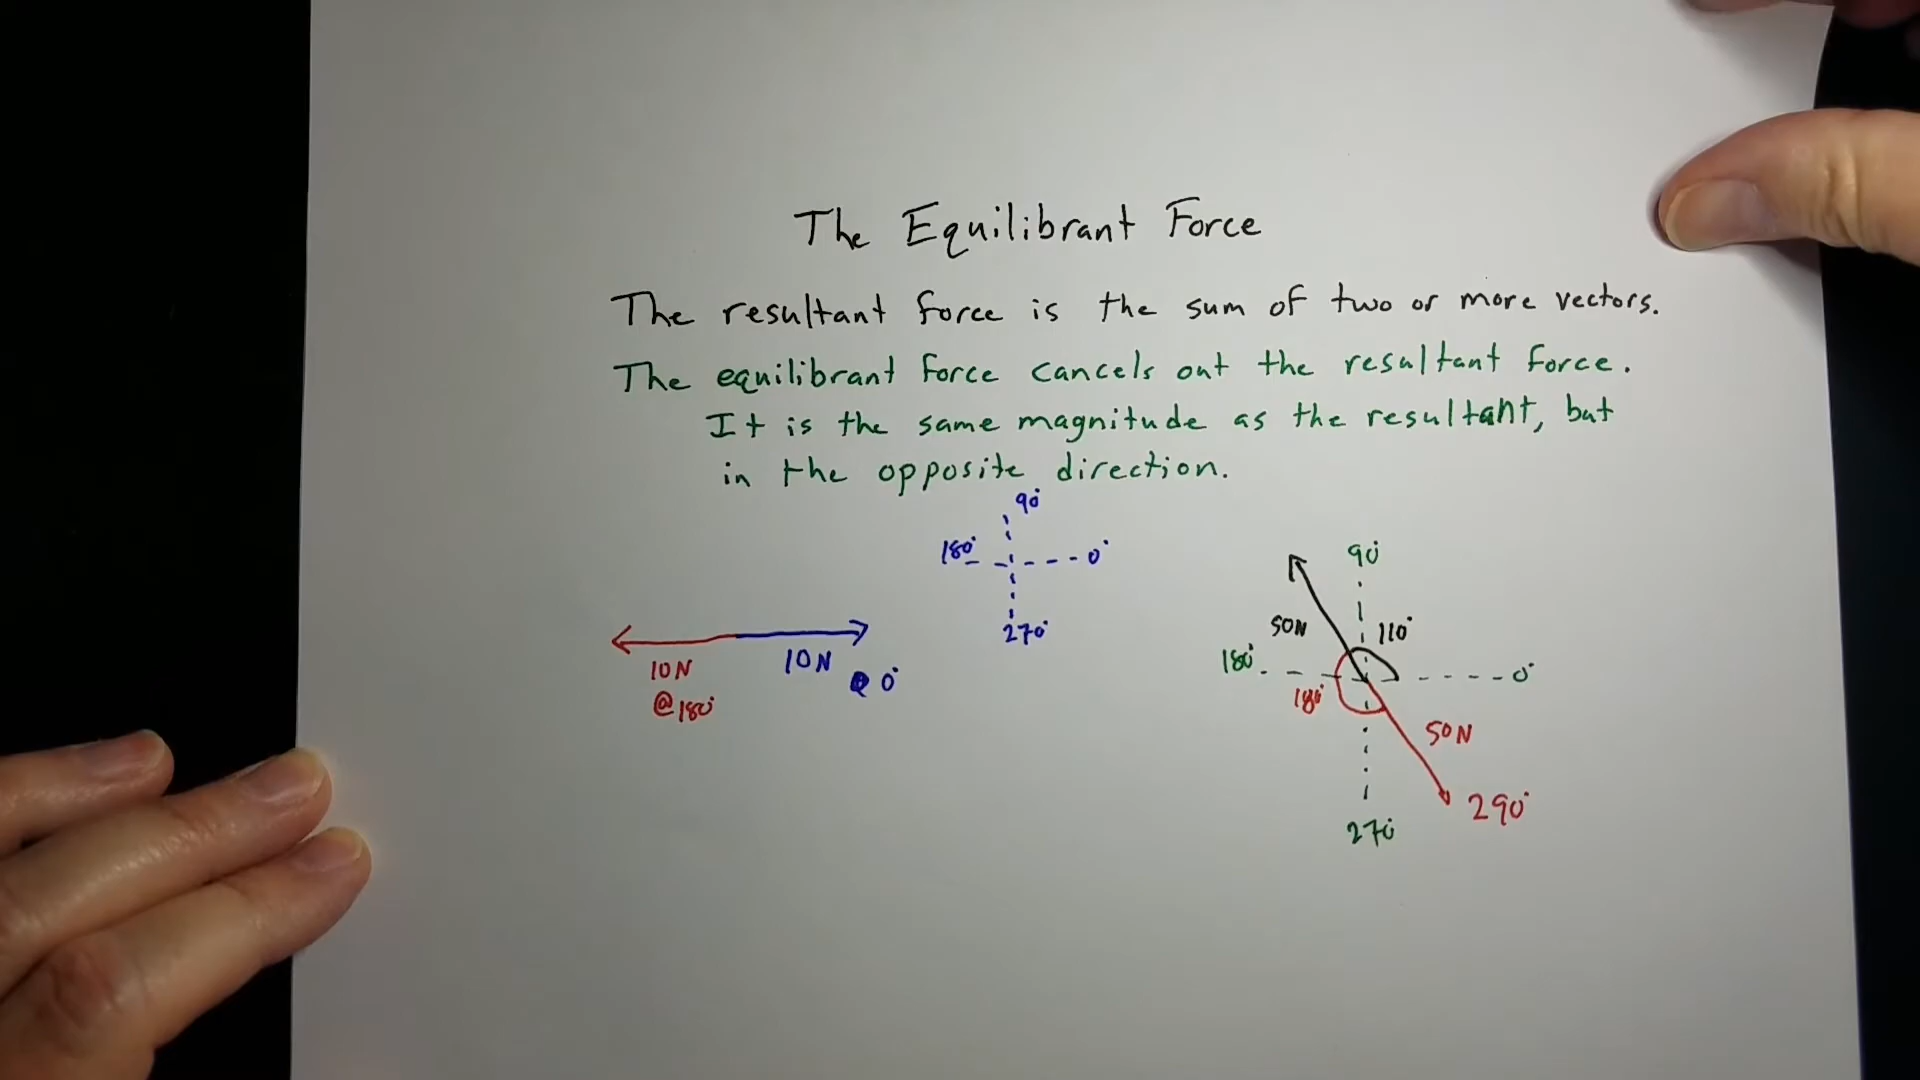 The Equilibrant Force
The resultant force is the sum of two or more vectors.
The equilibrant force cancels out the resultant force.
It is the same magnitude as the resultant, but
in the opposite direction.
90°
180°
0°
270°
10N
@180°
10N
@ 0°
90°
50N
110°
180°
0°
180°
50N
290°
270°